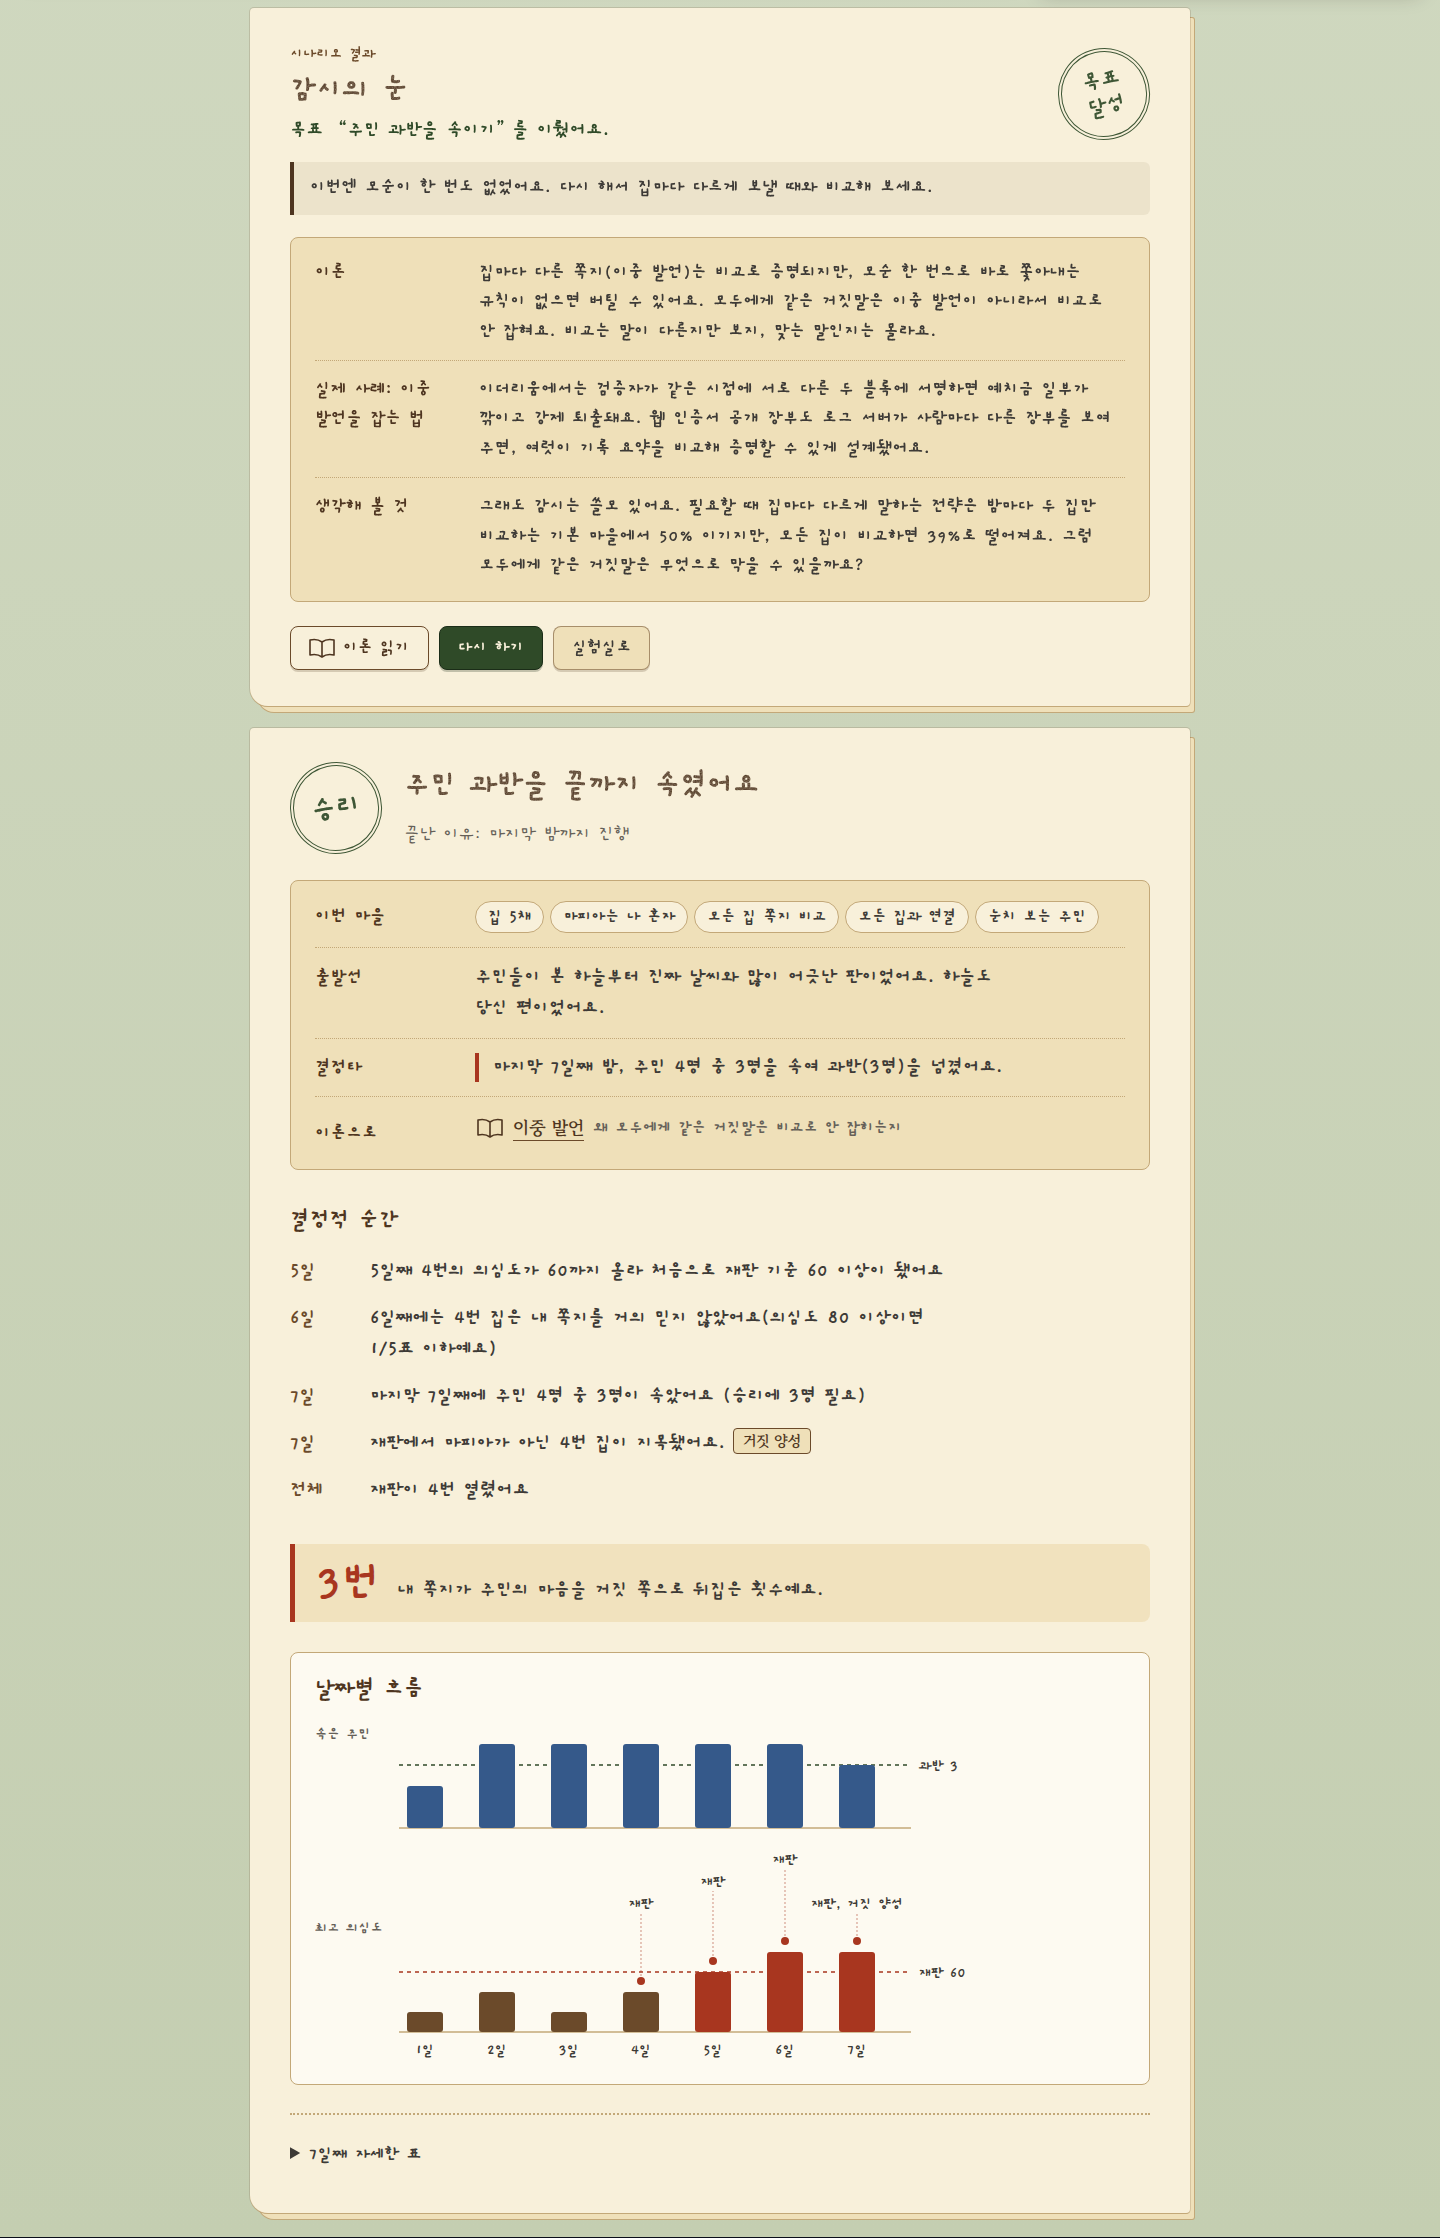 시나리오 결과
감시의 눈
목표 “주민 과반을 속이기”를 이뤘어요.
목표
달성
이번엔 모순이 한 번도 없었어요. 다시 해서 집마다 다르게 보낼 때와 비교해 보세요.
이론
집마다 다른 쪽지(이중 발언)는 비교로 증명되지만, 모순 한 번으로 바로 쫓아내는
규칙이 없으면 버틸 수 있어요. 모두에게 같은 거짓말은 이중 발언이 아니라서 비교로
안 잡혀요. 비교는 말이 다른지만 보지, 맞는 말인지는 몰라요.
실제 사례: 이중
발언을 잡는 법
이더리움에서는 검증자가 같은 시점에 서로 다른 두 블록에 서명하면 예치금 일부가
깎이고 강제 퇴출돼요. 웹 인증서 공개 장부도 로그 서버가 사람마다 다른 장부를 보여
주면, 여럿이 기록 요약을 비교해 증명할 수 있게 설계됐어요.
생각해 볼 것
그래도 감시는 쓸모 있어요. 필요할 때 집마다 다르게 말하는 전략은 밤마다 두 집만
비교하는 기본 마을에서 50% 이기지만, 모든 집이 비교하면 39%로 떨어져요. 그럼
모두에게 같은 거짓말은 무엇으로 막을 수 있을까요?
이론 읽기
다시 하기
실험실로
승리
주민 과반을 끝까지 속였어요
끝난 이유: 마지막 밤까지 진행
이번 마을
집 5채
마피아는 나 혼자
모든 집 쪽지 비교
모든 집과 연결
눈치 보는 주민
출발선
주민들이 본 하늘부터 진짜 날씨와 많이 어긋난 판이었어요. 하늘도
당신 편이었어요.
결정타
마지막 7일째 밤, 주민 4명 중 3명을 속여 과반(3명)을 넘겼어요.
이론으로
이중 발언 왜 모두에게 같은 거짓말은 비교로 안 잡히는지
결정적 순간
5일
5일째 4번의 의심도가 60까지 올라 처음으로 재판 기준 60 이상이 됐어요
6일
6일째에는 4번 집은 내 쪽지를 거의 믿지 않았어요(의심도 80 이상이면
1/5표 이하예요)
7일
마지막 7일째에 주민 4명 중 3명이 속았어요 (승리에 3명 필요)
7일
재판에서 마피아가 아닌 4번 집이 지목됐어요. 거짓 양성
전체
재판이 4번 열렸어요
3번 내 쪽지가 주민의 마음을 거짓 쪽으로 뒤집은 횟수예요.
날짜별 흐름
속은 주민
과반 3
재판
재판
재판
재판, 거짓 양성
최고 의심도
재판 60
1일
2일
3일
4일
5일
6일
7일
▶ 7일째 자세한 표